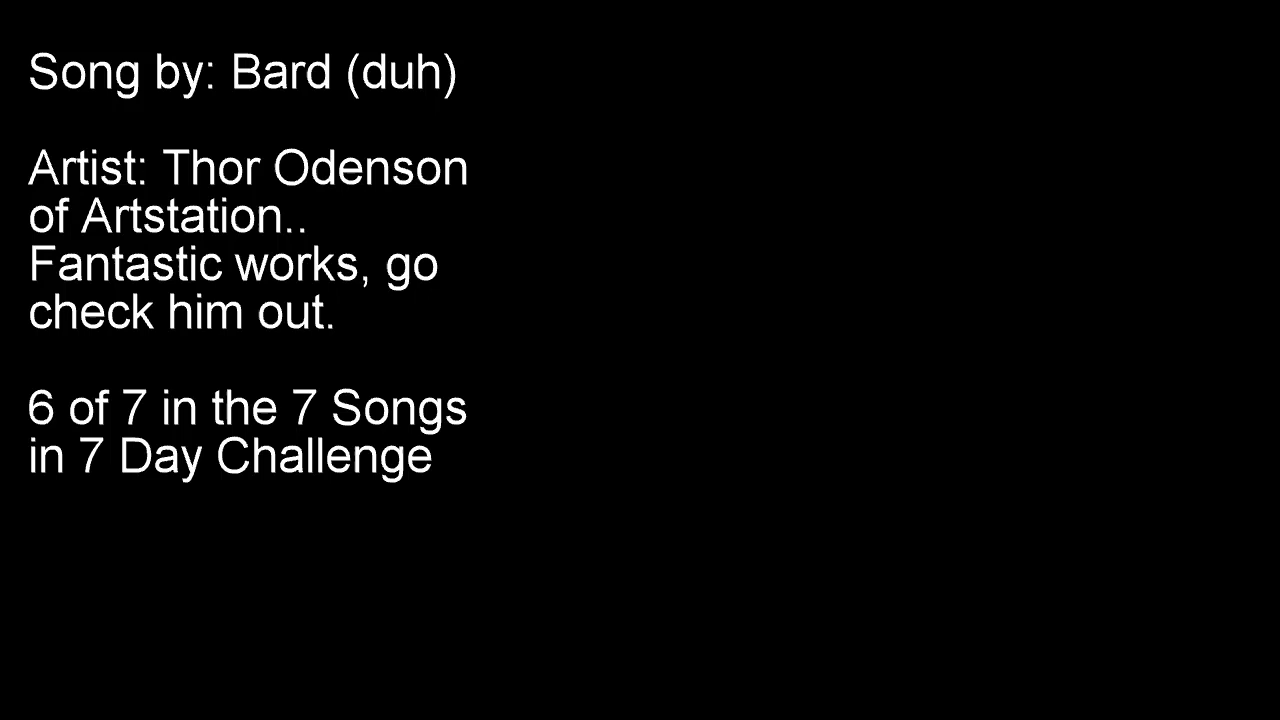 Song by: Bard (duh)
Artist: Thor Odenson
of Artstation..
Fantastic works, go
check him out.
6 of 7 in the 7 Songs
in 7 Day Challenge